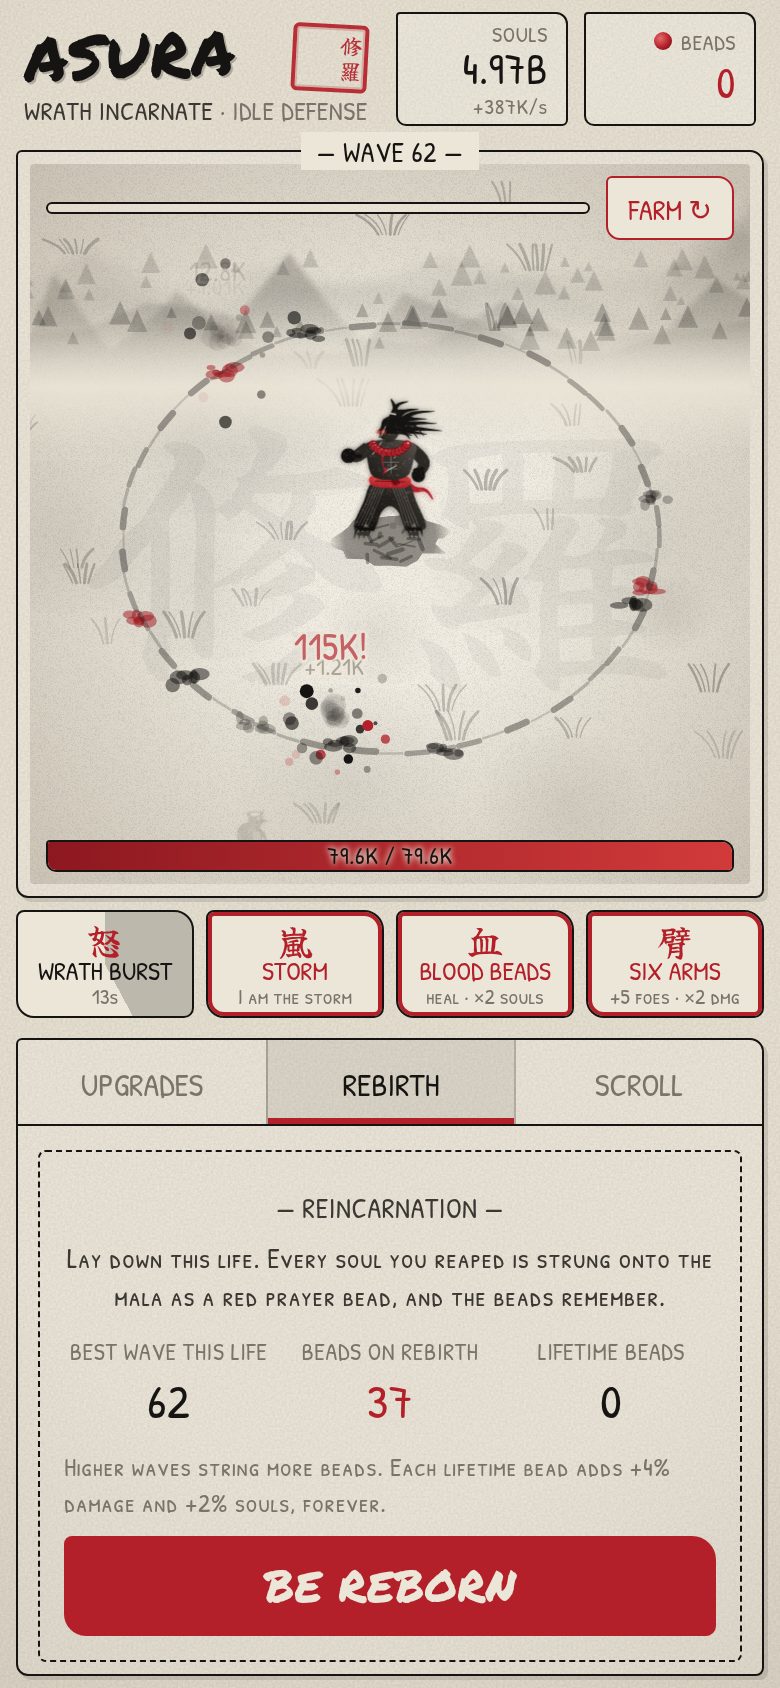 ASURA
修
羅
WRATH INCARNATE · IDLE DEFENSE
SOULS
4.97B
+387K/s
BEADS
0
— WAVE 62 —
FARM ↻
修羅
115K!
+1.21K
79.6K / 79.6K
怒
WRATH BURST
13s
嵐
STORM
I AM THE STORM
血
BLOOD BEADS
HEAL · ×2 SOULS
臂
SIX ARMS
+5 FOES · ×2 DMG
UPGRADES
REBIRTH
SCROLL
— REINCARNATION —
LAY DOWN THIS LIFE. EVERY SOUL YOU REAPED IS STRUNG ONTO THE
MALA AS A RED PRAYER BEAD, AND THE BEADS REMEMBER.
BEST WAVE THIS LIFE
62
BEADS ON REBIRTH
37
LIFETIME BEADS
0
HIGHER WAVES STRING MORE BEADS. EACH LIFETIME BEAD ADDS +4%
DAMAGE AND +2% SOULS, FOREVER.
BE REBORN